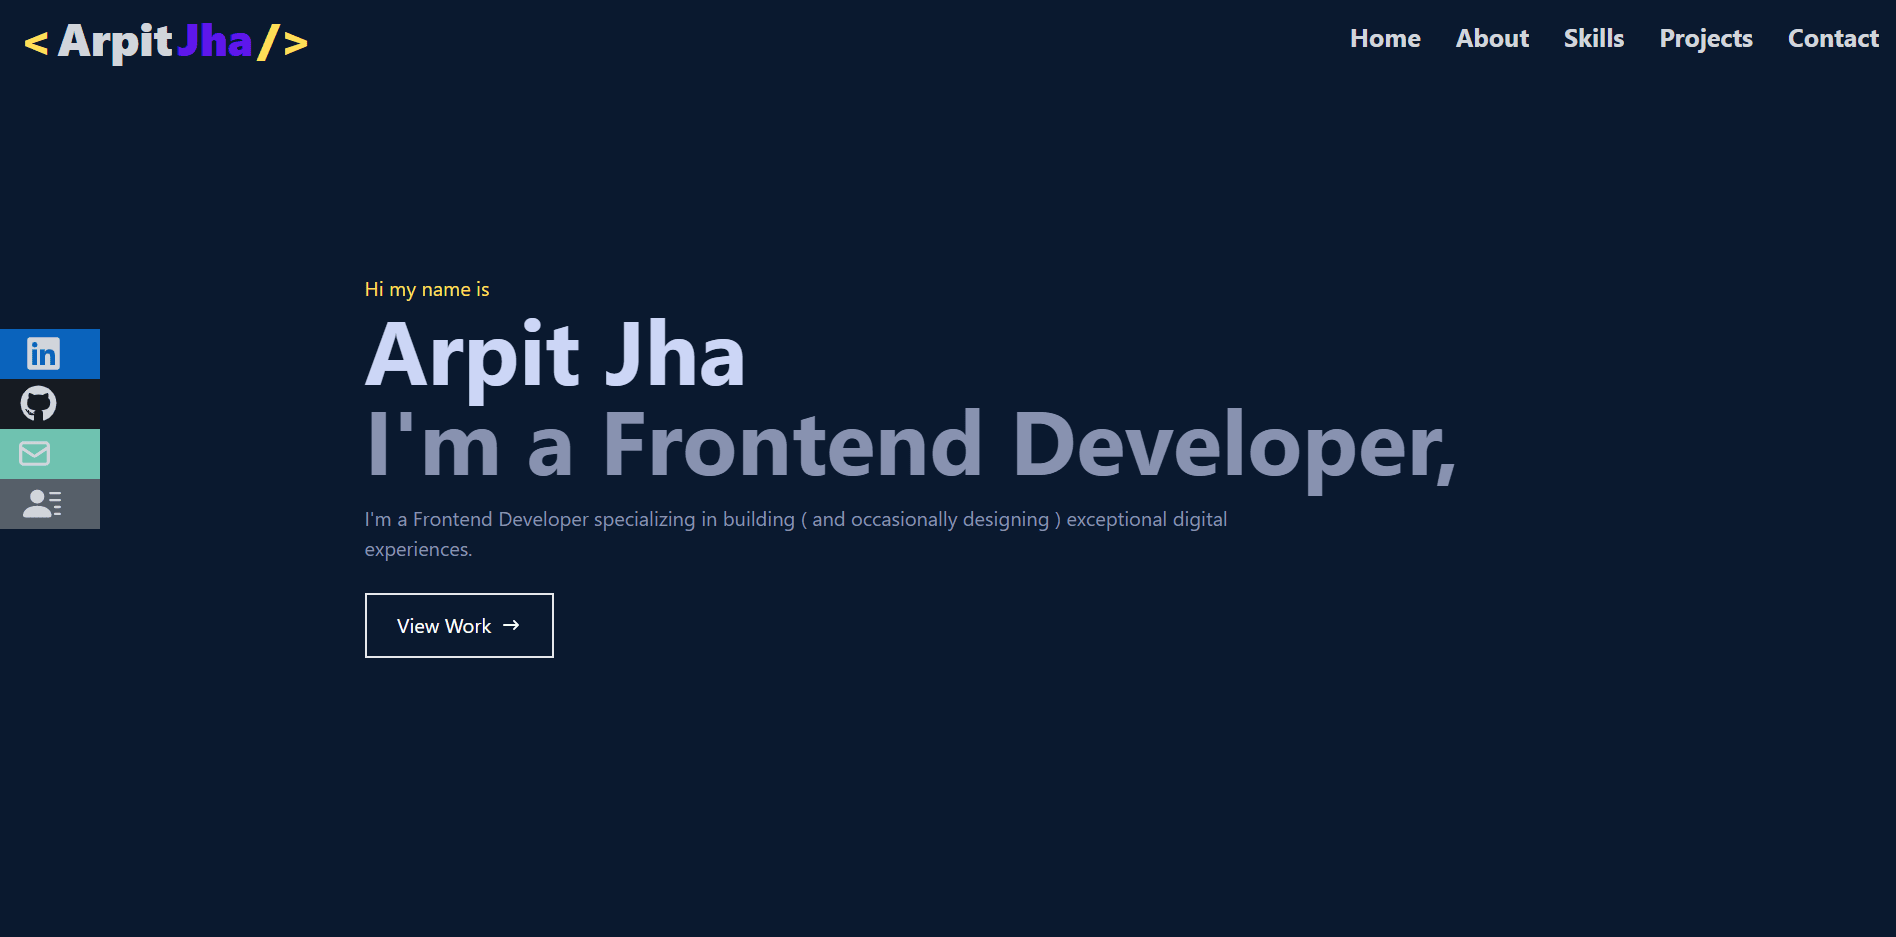 < Arpit Jha />
Home About Skills Projects Contact
Hi my name is
Arpit Jha
I'm a Frontend Developer,
I'm a Frontend Developer specializing in building ( and occasionally designing ) exceptional digital
experiences.
View Work →
in